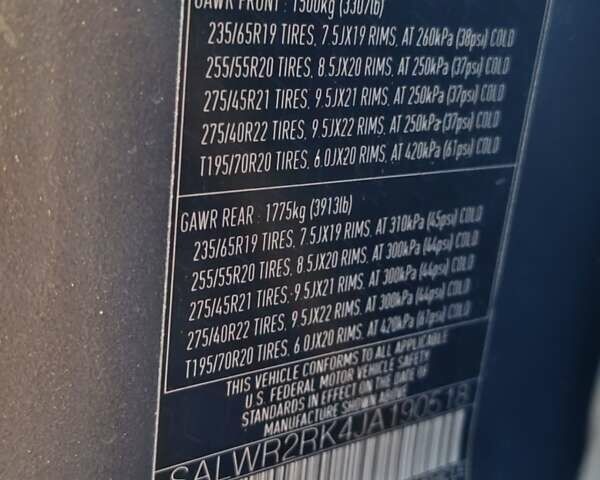 GAWR FRONT : 1500kg (3307lb)
235/65R19 TIRES, 7.5JX19 RIMS, AT 260kPa (38psi) COLD
255/55R20 TIRES, 8.5JX20 RIMS, AT 250kPa (37psi) COLD
275/45R21 TIRES, 9.5JX21 RIMS, AT 250kPa (37psi) COLD
275/40R22 TIRES, 9.5JX22 RIMS, AT 250kPa (37psi) COLD
T195/70R20 TIRES, 6.0JX20 RIMS, AT 420kPa (61psi) COLD
GAWR REAR : 1775kg (3913lb)
235/65R19 TIRES, 7.5JX19 RIMS, AT 310kPa (45psi) COLD
255/55R20 TIRES, 8.5JX20 RIMS, AT 300kPa (44psi) COLD
275/45R21 TIRES, 9.5JX21 RIMS, AT 300kPa (44psi) COLD
275/40R22 TIRES, 9.5JX22 RIMS, AT 300kPa (44psi) COLD
T195/70R20 TIRES, 6.0JX20 RIMS, AT 420kPa (61psi) COLD
THIS VEHICLE CONFORMS TO ALL APPLICABLE
U.S. FEDERAL MOTOR VEHICLE SAFETY
STANDARDS IN EFFECT ON THE DATE OF
MANUFACTURE SHOWN ABOVE
SALWR2RK4JA190518